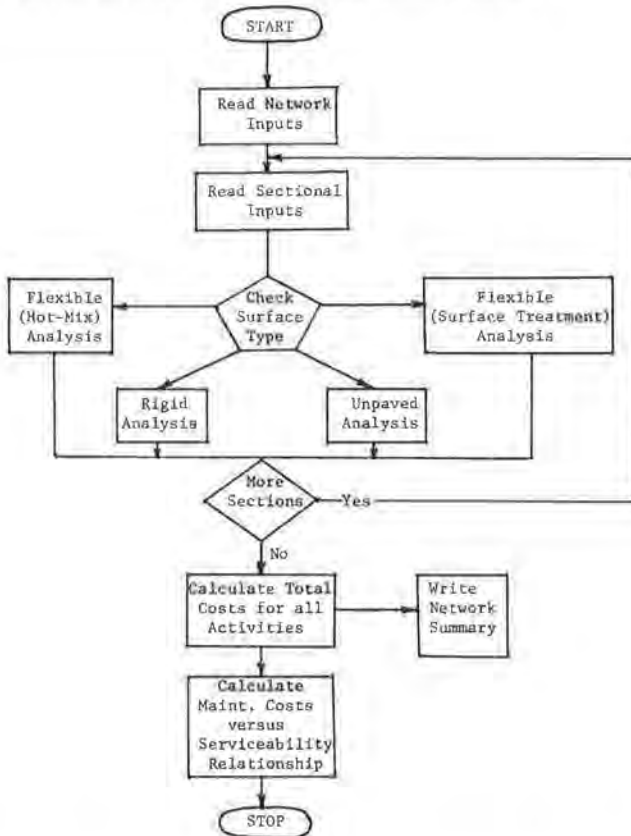 START
Read Network
Inputs
Read Sectional
Inputs
Flexible
(Hot-Mix)
Analysis
Check
Surface
Type
Flexible
(Surface Treatment)
Analysis
Rigid
Analysis
Unpaved
Analysis
More
Sections
Yes
No
Calculate Total
Costs for all
Activities
Write
Network
Summary
Calculate
Maint. Costs
versus
Serviceability
Relationship
STOP